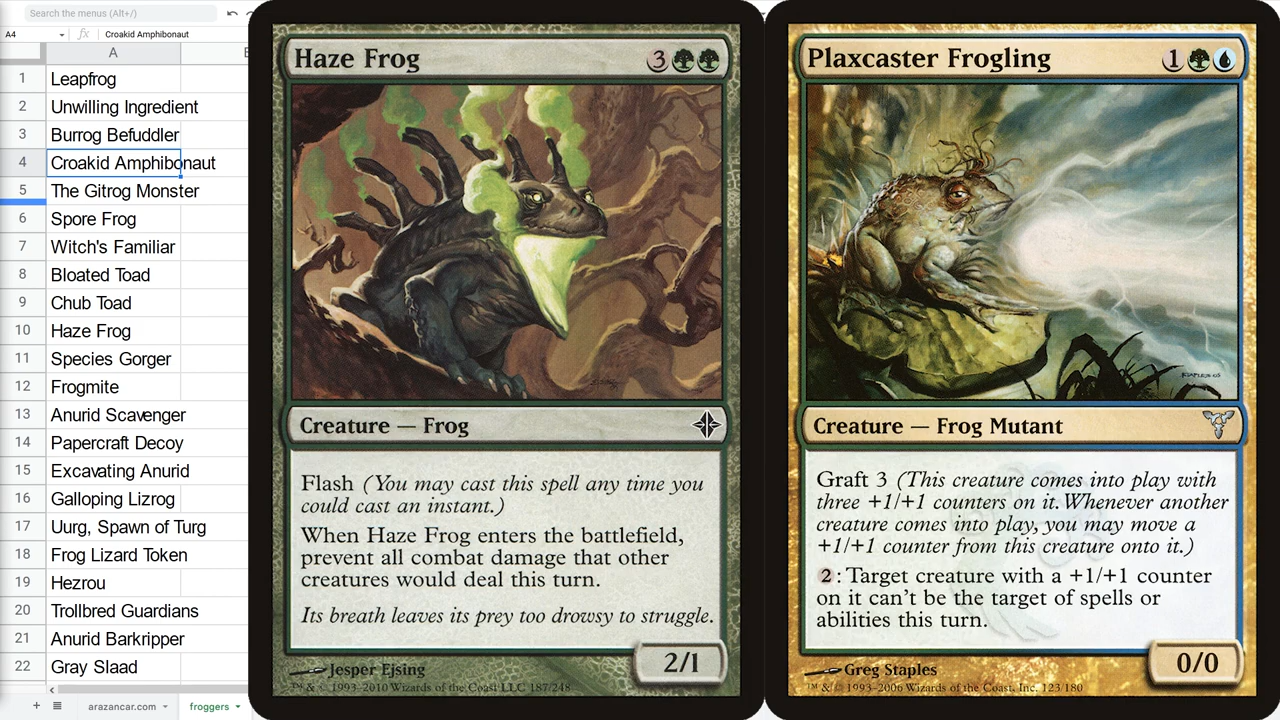 Search the menus (Alt+/)
A4
fx
Croakid Amphibonaut
A
1 Leapfrog
2 Unwilling Ingredient
3 Burrog Befuddler
4 Croakid Amphibonaut
5 The Gitrog Monster
6 Spore Frog
7 Witch's Familiar
8 Bloated Toad
9 Chub Toad
10 Haze Frog
11 Species Gorger
12 Frogmite
13 Anurid Scavenger
14 Papercraft Decoy
15 Excavating Anurid
16 Galloping Lizrog
17 Uurg, Spawn of Turg
18 Frog Lizard Token
19 Hezrou
20 Trollbred Guardians
21 Anurid Barkripper
22 Gray Slaad
arazancar.com
froggers
Haze Frog 3
Creature — Frog
Flash (This may cast this spell any time you
could cast an instant.)
When Haze Frog enters the battlefield,
prevent all combat damage that other
creatures would deal this turn.
Its breath leaves its prey too drowsy to struggle.
2/1
Jesper Ejsing
™ & © 1993-2010 Wizards of the Coast LLC 187/248
Plaxcaster Frogling 1
Creature — Frog Mutant
Graft 3 (This creature comes into play with
three +1/+1 counters on it. Whenever another
creature comes into play, you may move a
+1/+1 counter from this creature onto it.)
2: Target creature with a +1/+1 counter
on it can't be the target of spells or
abilities this turn.
0/0
Greg Staples
™ & © 1993-2006 Wizards of the Coast, Inc. 123/180